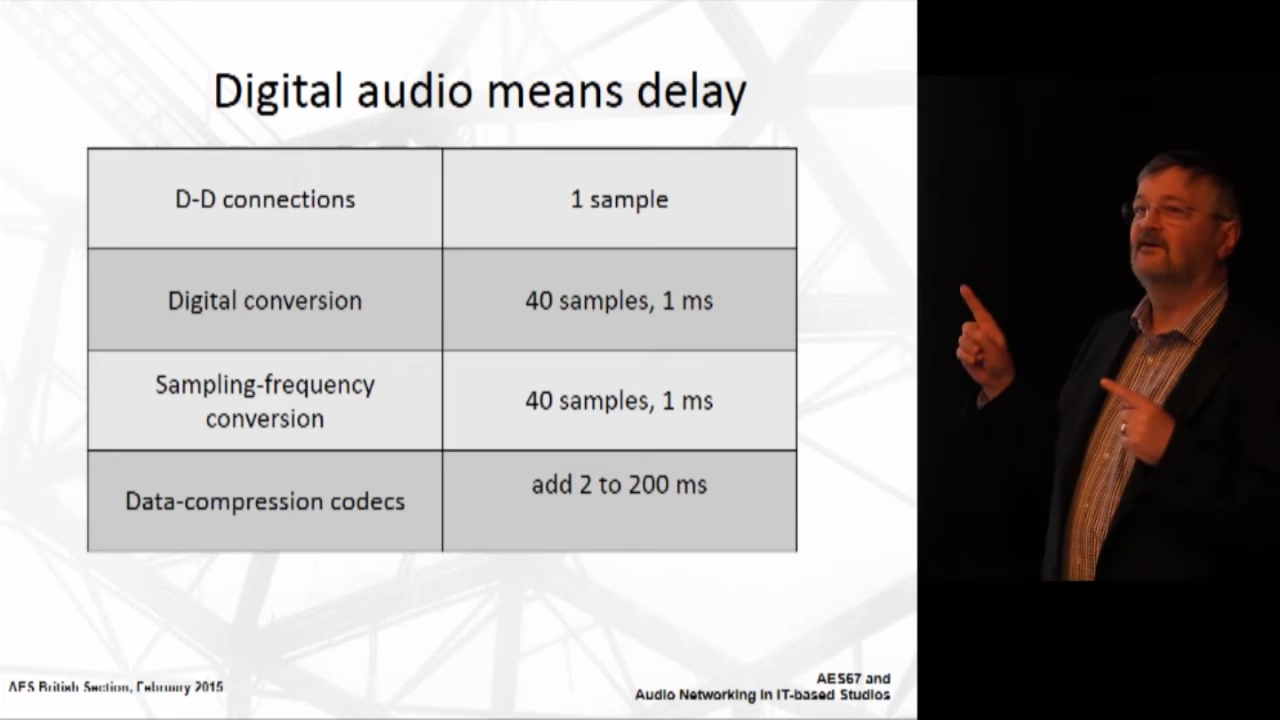 Digital audio means delay
D-D connections
1 sample
Digital conversion
40 samples, 1 ms
Sampling-frequency
conversion
40 samples, 1 ms
Data-compression codecs
add 2 to 200 ms
AES British Section, February 2015
AES67 and
Audio Networking in IT-based Studios